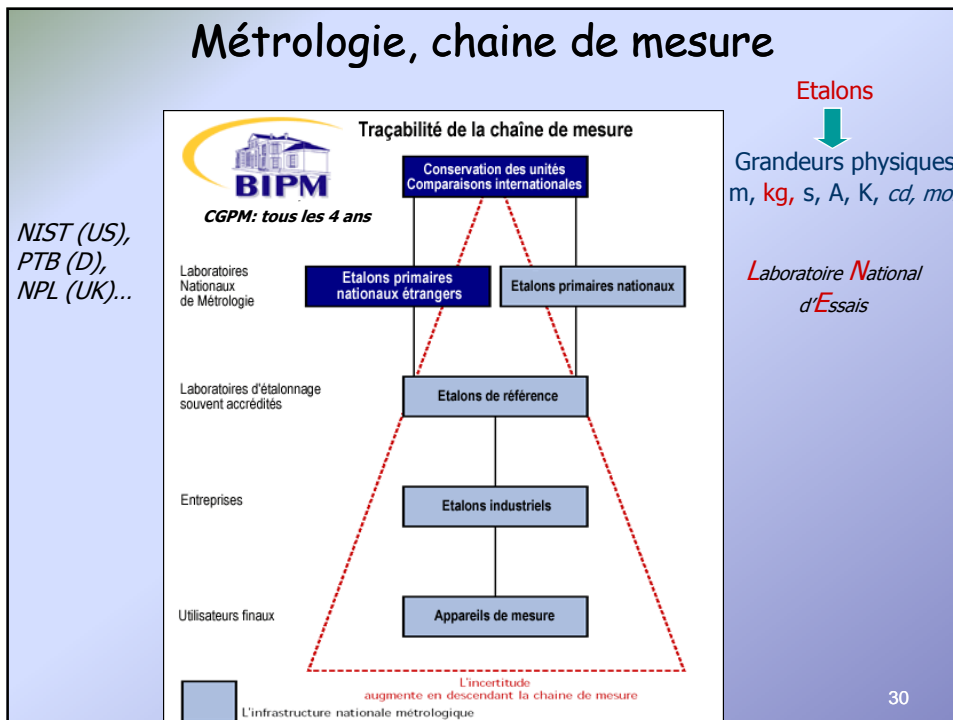 Métrologie, chaine de mesure
Etalons
Grandeurs physiques
m, kg, s, A, K, cd, mo
Laboratoire National
d'Essais
NIST (US),
PTB (D),
NPL (UK)...
BIPM
CGPM: tous les 4 ans
Traçabilité de la chaîne de mesure
Conservation des unités
Comparaisons internationales
Laboratoires
Nationaux
de Métrologie
Etalons primaires
nationaux étrangers
Etalons primaires nationaux
Laboratoires d'étalonnage
souvent accrédités
Etalons de référence
Entreprises
Etalons industriels
Utilisateurs finaux
Appareils de mesure
L'incertitude
augmente en descendant la chaine de mesure
L'infrastructure nationale métrologique
30